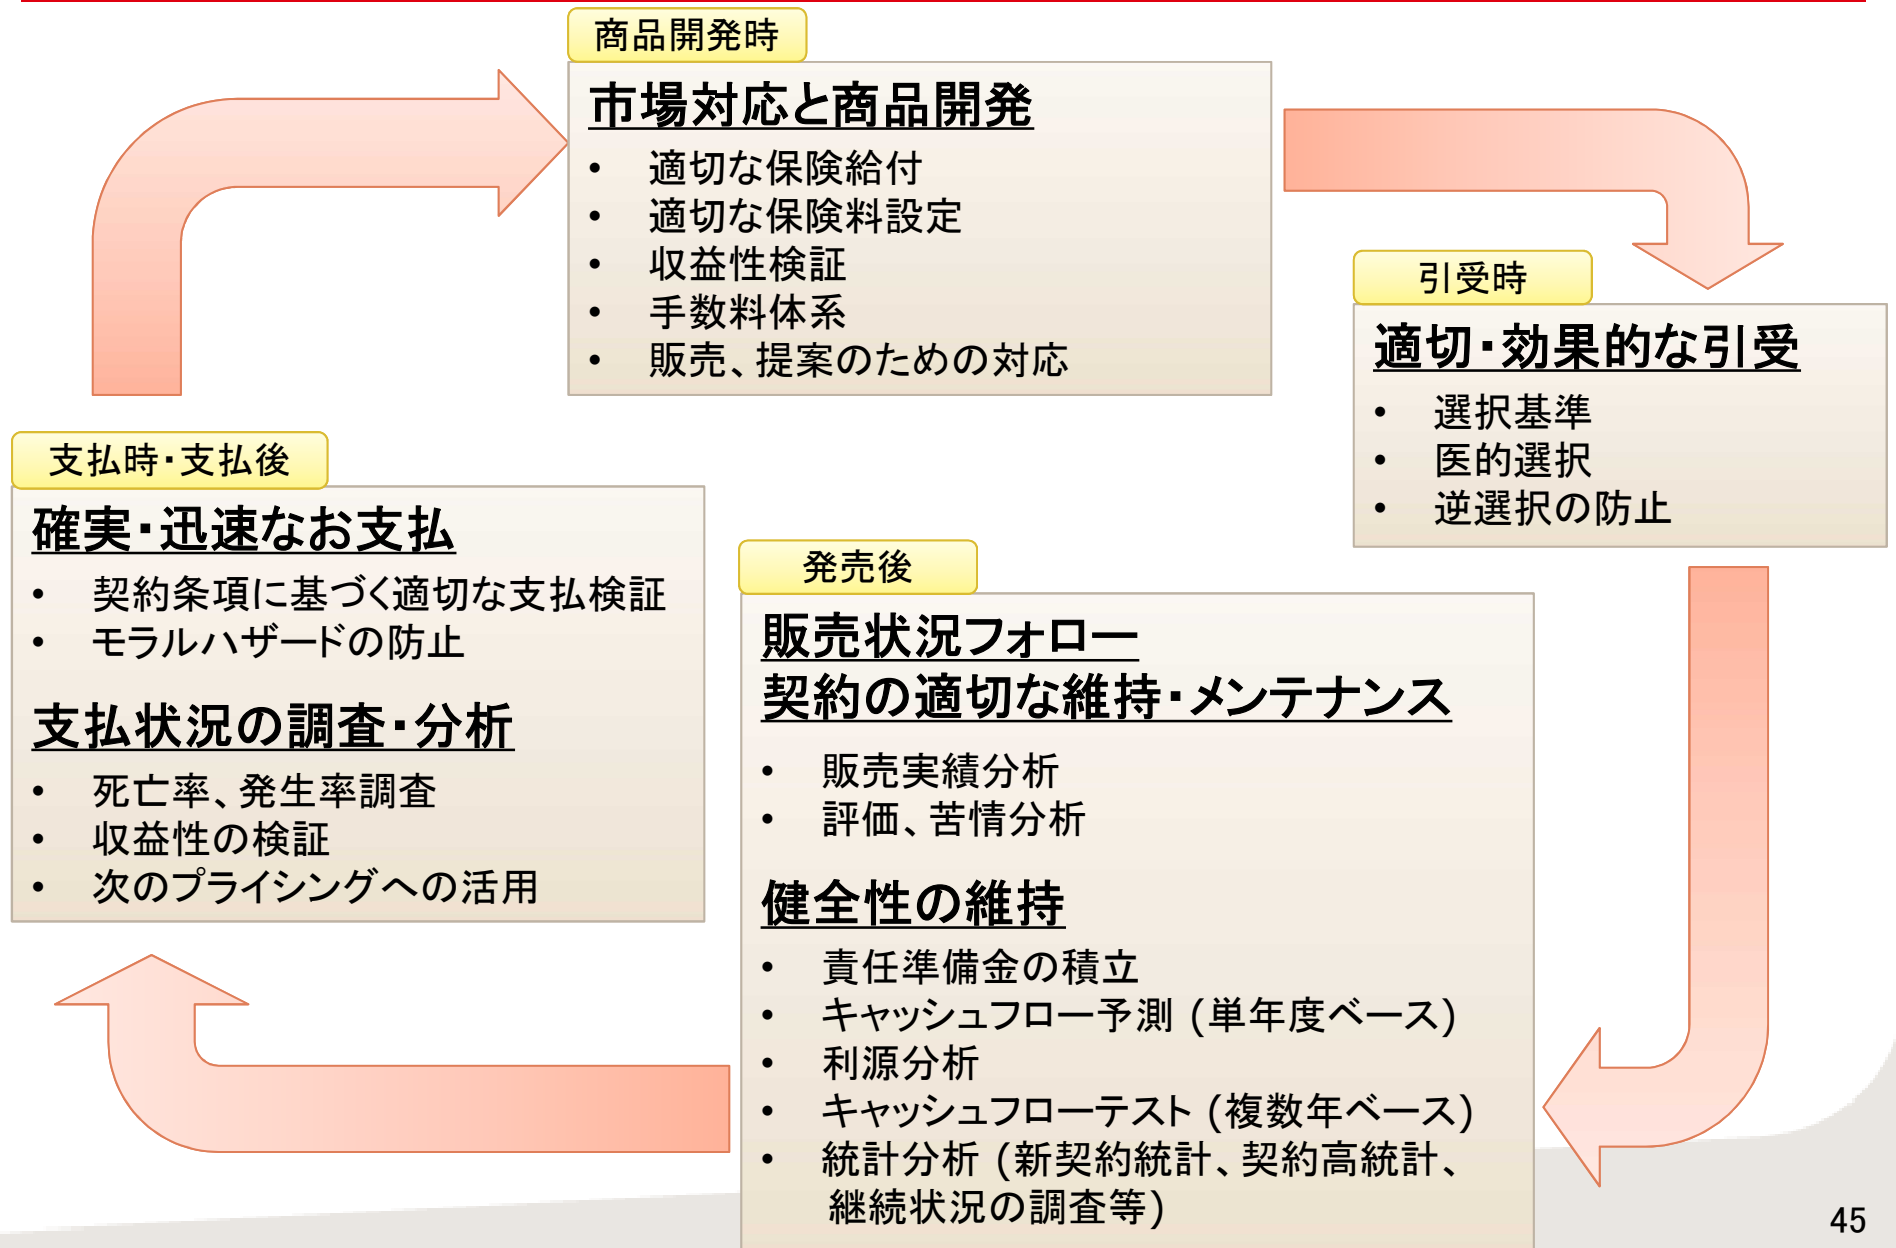 商品開発時
市場対応と商品開発
• 適切な保険給付
• 適切な保険料設定
• 収益性検証
• 手数料体系
• 販売、提案のための対応
引受時
適切・効果的な引受
• 選択基準
• 医的選択
• 逆選択の防止
発売後
販売状況フォロー
契約の適切な維持・メンテナンス
• 販売実績分析
• 評価、苦情分析
健全性の維持
• 責任準備金の積立
• キャッシュフロー予測 (単年度ベース)
• 利源分析
• キャッシュフローテスト (複数年ベース)
• 統計分析 (新契約統計、契約高統計、
継続状況の調査等)
支払時・支払後
確実・迅速なお支払
• 契約条項に基づく適切な支払検証
• モラルハザードの防止
支払状況の調査・分析
• 死亡率、発生率調査
• 収益性の検証
• 次のプライシングへの活用
45